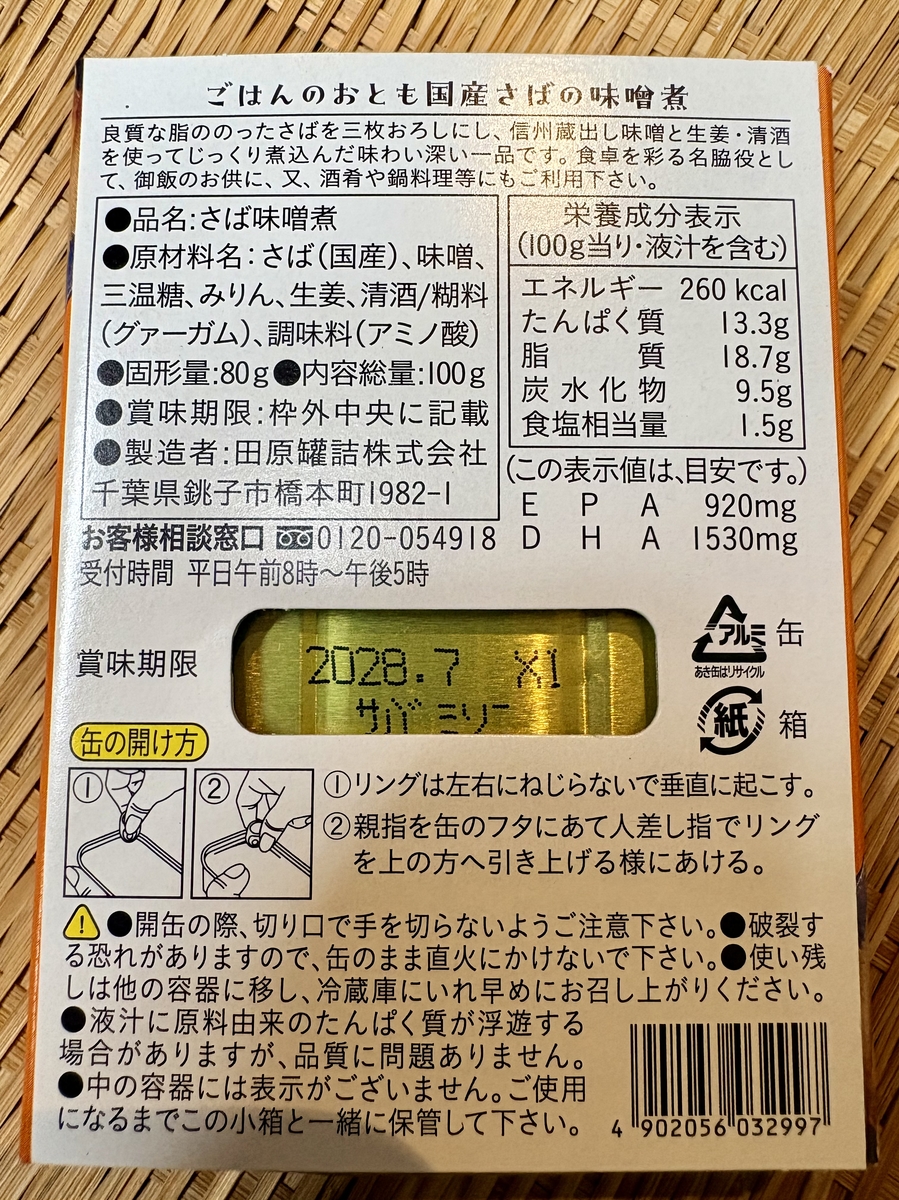 ごはんのおとも国産さばの味噌煮
良質な脂ののったさばを三枚おろしにし、信州蔵出し味噌と生姜・清酒
を使ってじっくり煮込んだ味わい深い一品です。食卓を彩る名脇役とし
て、御飯のお供に、又、酒肴や鍋料理等にもご利用下さい。
●品名:さば味噌煮
●原材料名:さば(国産)、味噌、
三温糖、みりん、生姜、清酒/糊料
(グァーガム)、調味料(アミノ酸)
●固形量:80g●内容総量:100g
●賞味期限:枠外中央に記載
●製造者:田原罐詰株式会社
千葉県銚子市橋本町1982-1
お客様相談窓口 0120-054918
受付時間 平日午前8時～午後5時
栄養成分表示
(100g当り・液汁を含む)
エネルギー 260 kcal
たんぱく質 13.3g
脂質 18.7g
炭水化物 9.5g
食塩相当量 1.5g
(この表示値は、目安です。)
EPA 920mg
DHA 1530mg
賞味期限
2028.7 X1
サバ ミソニ
アルミ 缶
あき缶はリサイクル
紙 箱
缶の開け方
① ②
①リングは左右にねじらないで垂直に起こす。
②親指を缶のフタにあて人差し指でリング
を上の方へ引き上げる様にあける。
●開缶の際、切り口で手を切らないようご注意下さい。●破裂す
る恐れがありますので、缶のまま直火にかけないで下さい。●使い残
しは他の容器に移し、冷蔵庫にいれ早めにお召し上がりください。
●液汁に原料由来のたんぱく質が浮遊する
場合がありますが、品質に問題ありません。
●中の容器には表示がございません。ご使用
になるまでこの小箱と一緒に保管して下さい。
4 902056 032997